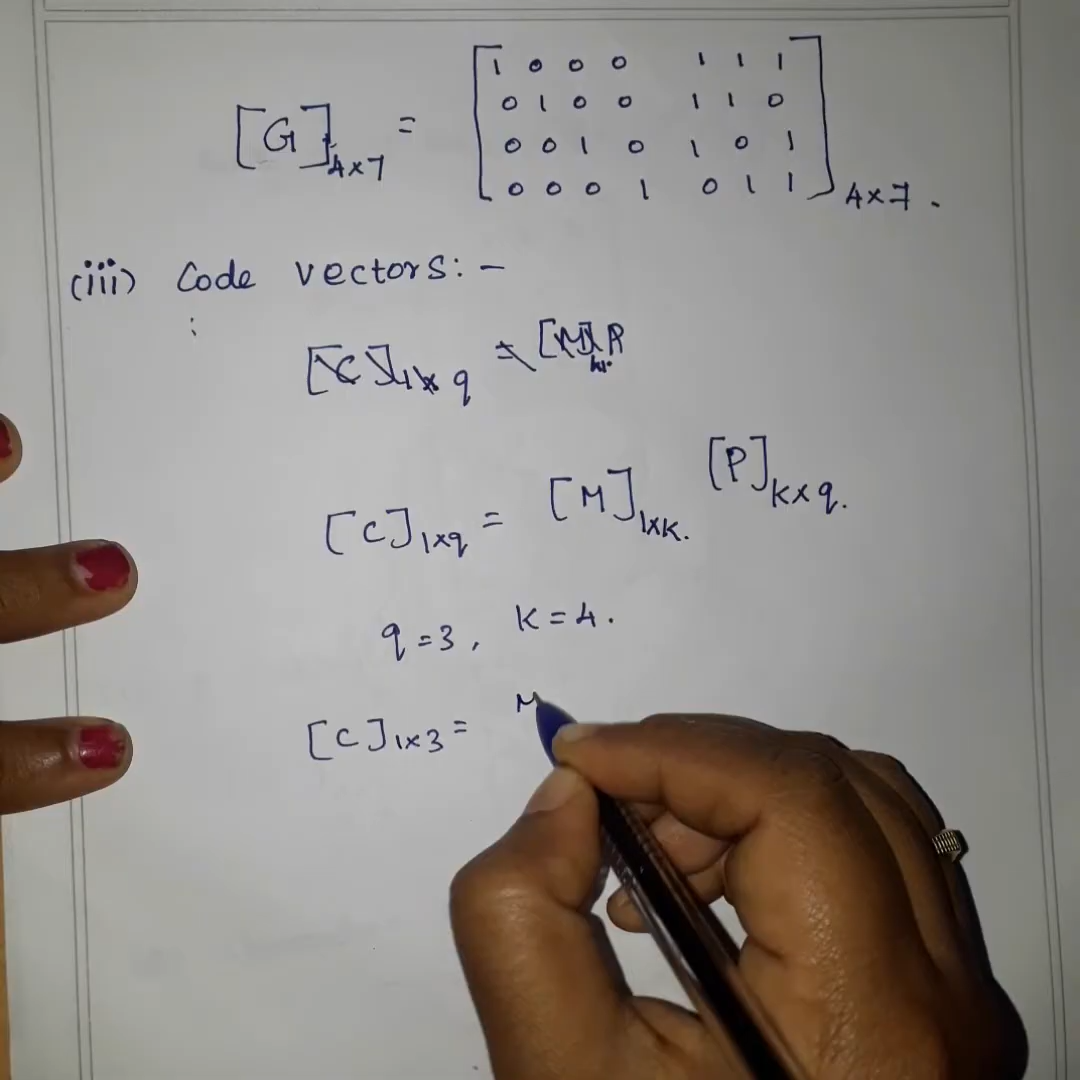 [G]4×7 = [1 0 0 0 1 1 1
0 1 0 0 1 1 0
0 0 1 0 1 0 1
0 0 0 1 0 1 1]4×7.
(iii) Code vectors:-
[C]1×q = [M]
[C]1×q = [M]1×K. [P]K×q.
q=3, K=4.
[C]1×3= M